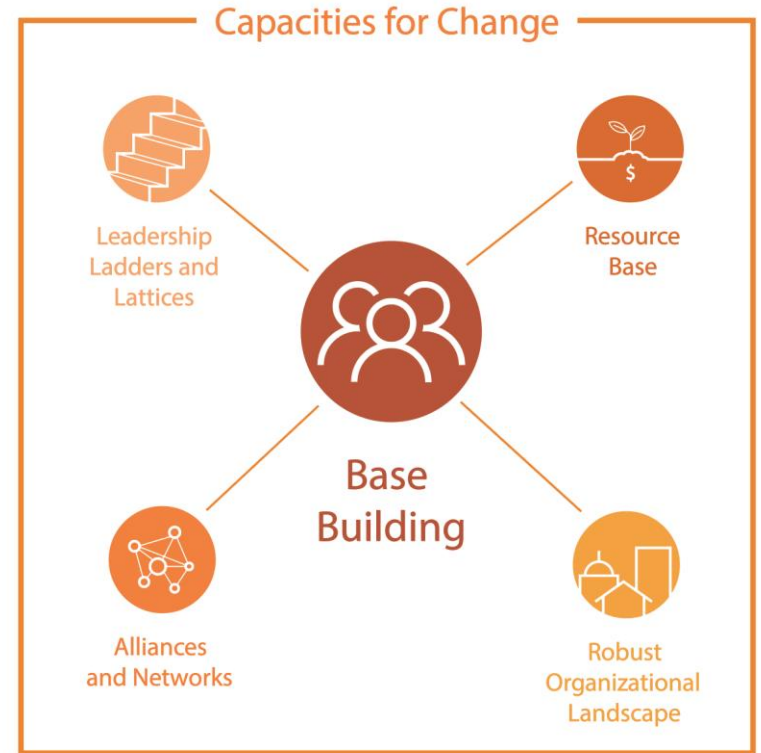 Capacities for Change
Leadership
Ladders and
Lattices
Resource
Base
$
Base
Building
Alliances
and Networks
Robust
Organizational
Landscape